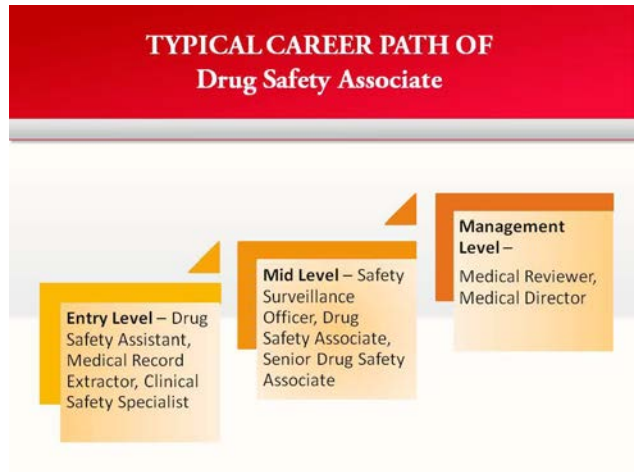 TYPICAL CAREER PATH OF
Drug Safety Associate
Entry Level – Drug
Safety Assistant,
Medical Record
Extractor, Clinical
Safety Specialist
Mid Level – Safety
Surveillance
Officer, Drug
Safety Associate,
Senior Drug Safety
Associate
Management
Level –
Medical Reviewer,
Medical Director